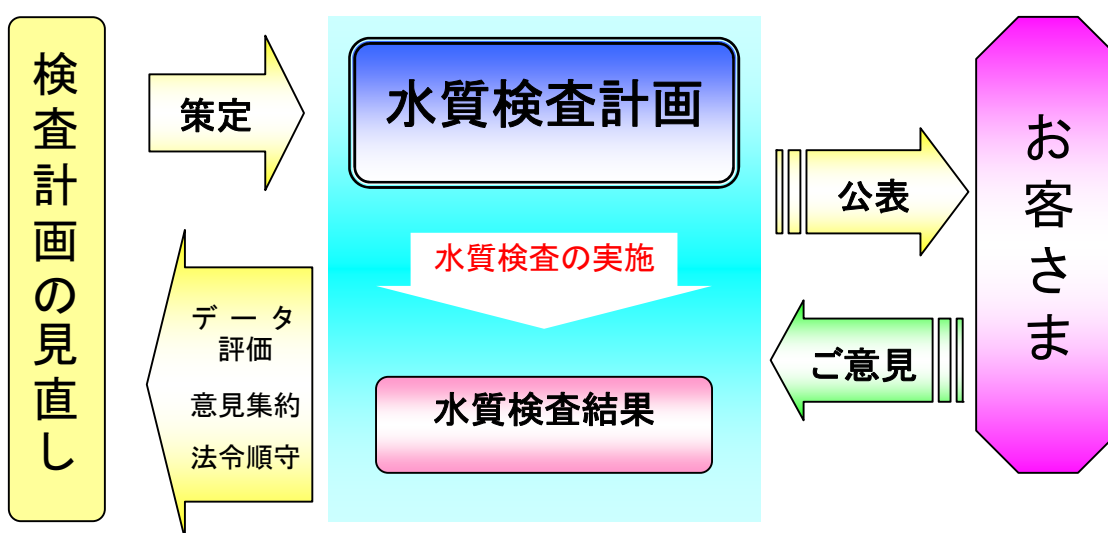 検査計画の見直し
策定
水質検査計画
公表
お客さま
水質検査の実施
データ
評価
意見集約
法令順守
ご意見
水質検査結果